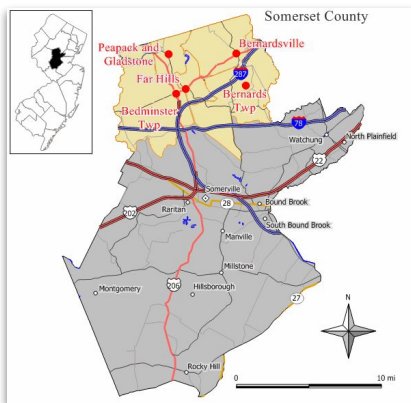 Somerset County
Peapack and
Gladstone
Bernardsville
Far Hills
287
Bedminster
Twp
Bernards
Twp
78
Watchung
North Plainfield
22
Somerville
Raritan
28
Bound Brook
202
South Bound Brook
Manville
Millstone
206
Montgomery
Hillsborough
27
N
Rocky Hill
0
10 mi